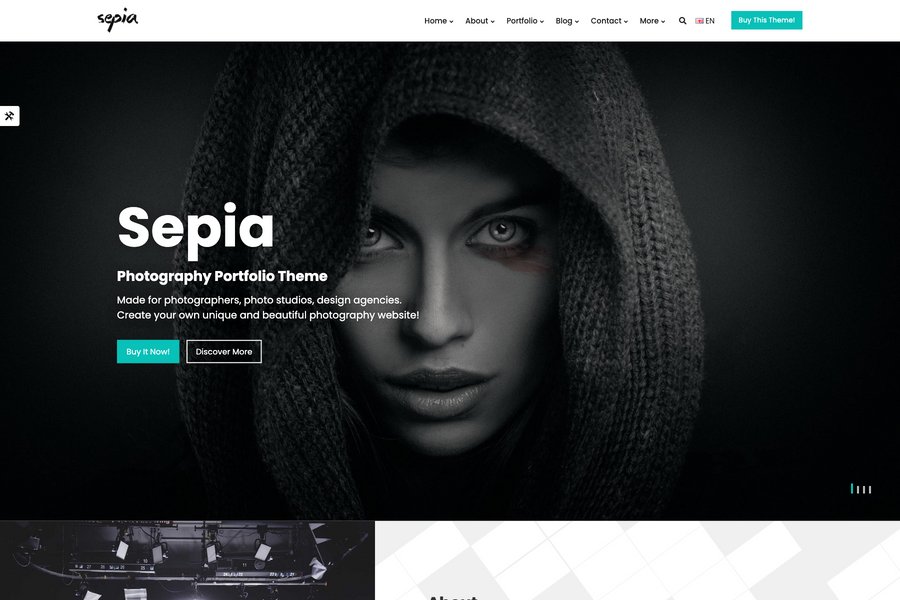 sepia
Home About Portfolio Blog Contact More EN Buy This Theme!
Sepia
Photography Portfolio Theme
Made for photographers, photo studios, design agencies.
Create your own unique and beautiful photography website!
Buy It Now! Discover More
About